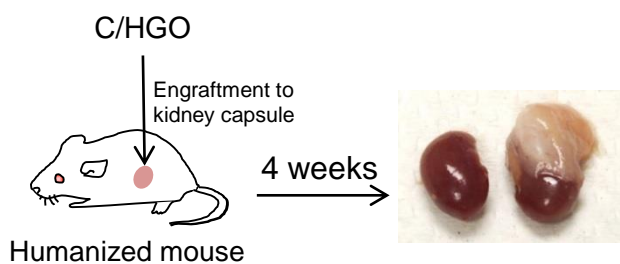 C/HGO
Engraftment to
kidney capsule
4 weeks
Humanized mouse